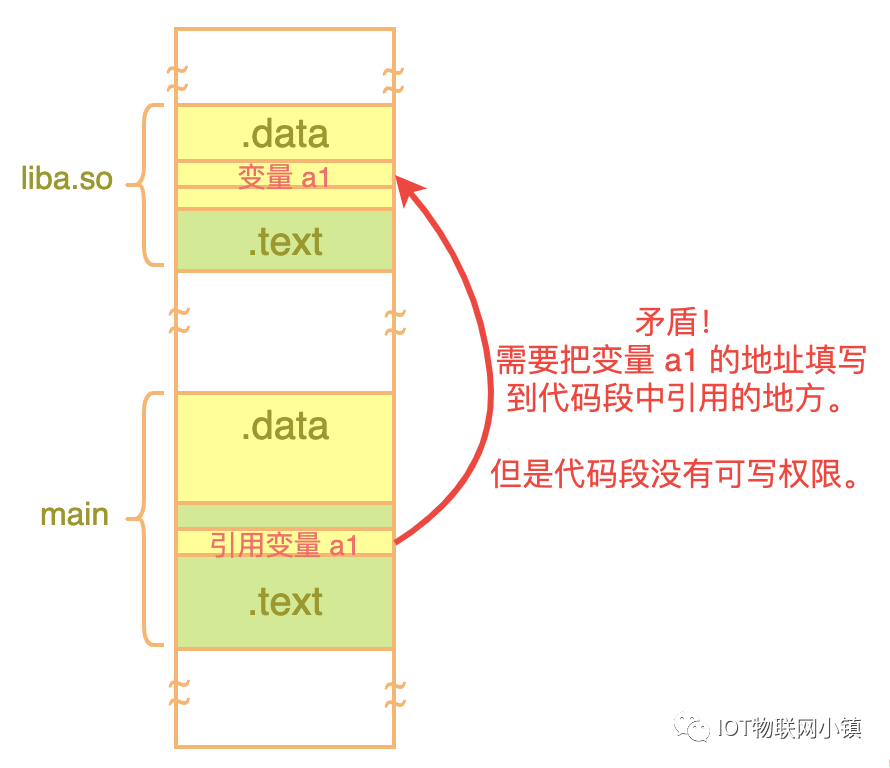 .data
liba.so
变量 a1
.text
矛盾！
需要把变量 a1 的地址填写
到代码段中引用的地方。
.data
但是代码段没有可写权限。
main
引用变量 a1
.text
IOT物联网小镇